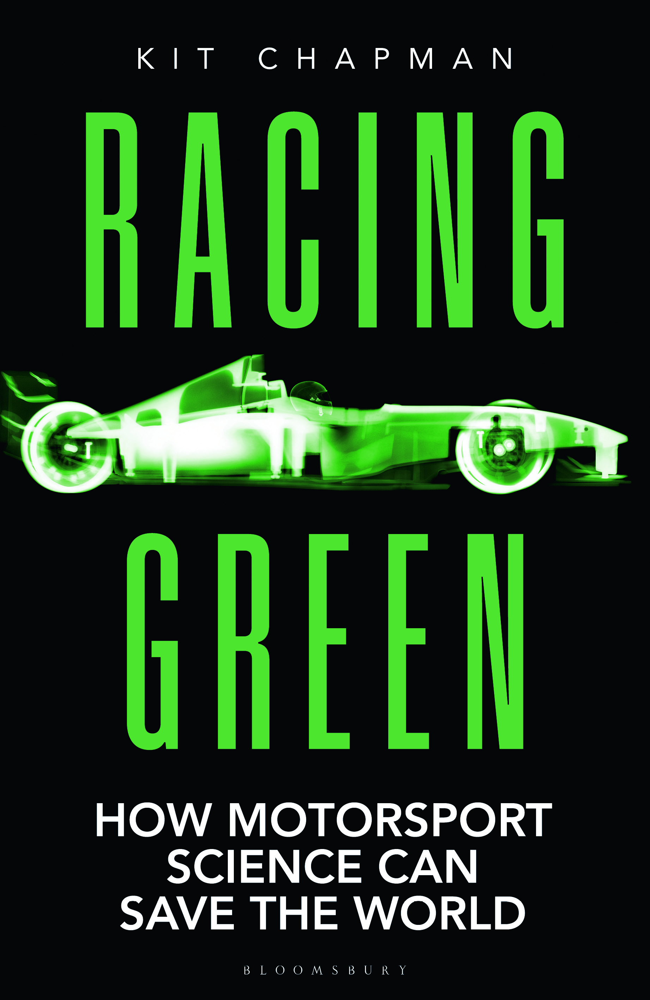 KIT CHAPMAN
RACING
GREEN
HOW MOTORSPORT
SCIENCE CAN
SAVE THE WORLD
BLOOMSBURY